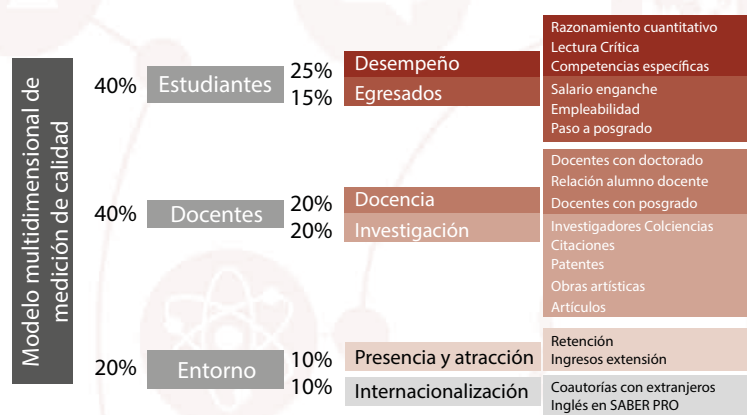 Modelo multidimensional de
medición de calidad
40%
Estudiantes
25%
Desempeño
Razonamiento cuantitativo
Lectura Crítica
Competencias específicas
15%
Egresados
Salario enganche
Empleabilidad
Paso a posgrado
40%
Docentes
20%
Docencia
Docentes con doctorado
Relación alumno docente
Docentes con posgrado
20%
Investigación
Investigadores Colciencias
Citaciones
Patentes
Obras artísticas
Artículos
20%
Entorno
10%
Presencia y atracción
Retención
Ingresos extensión
10%
Internacionalización
Coautorías con extranjeros
Inglés en SABER PRO